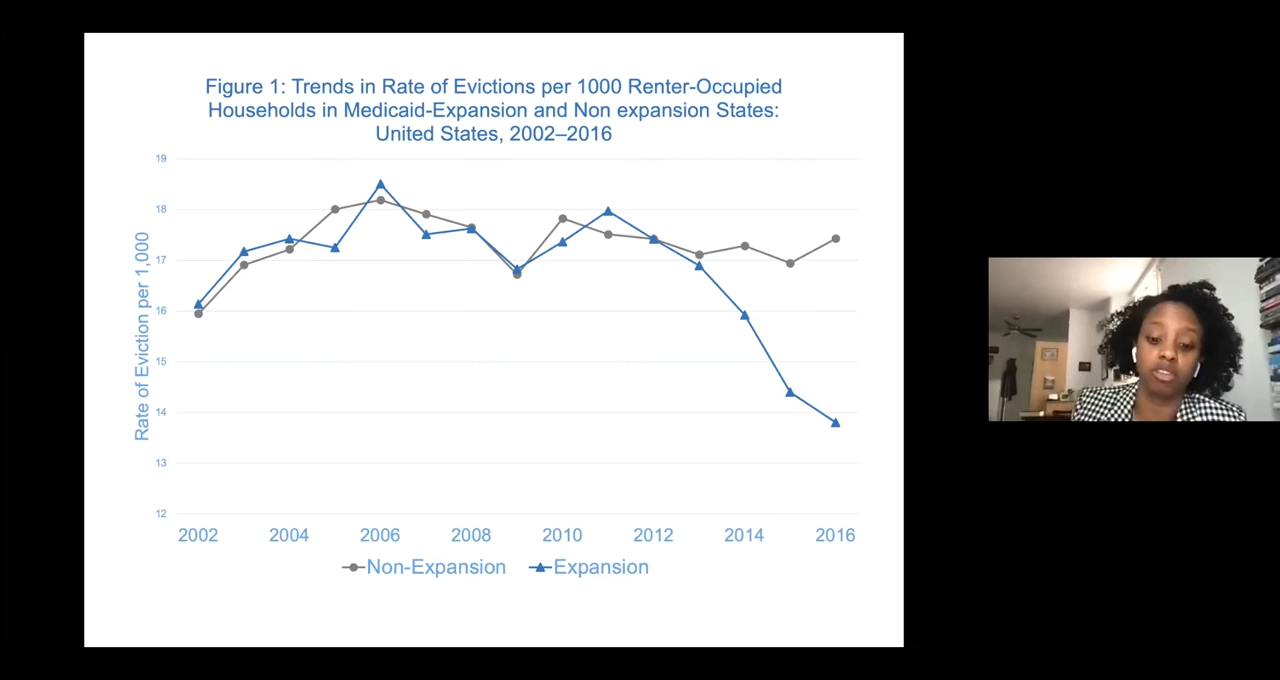 Figure 1: Trends in Rate of Evictions per 1000 Renter-Occupied
Households in Medicaid-Expansion and Non expansion States:
United States, 2002–2016
Rate of Eviction per 1,000
19
18
17
16
15
14
13
12
2002 2004 2006 2008 2010 2012 2014 2016
Non-Expansion Expansion